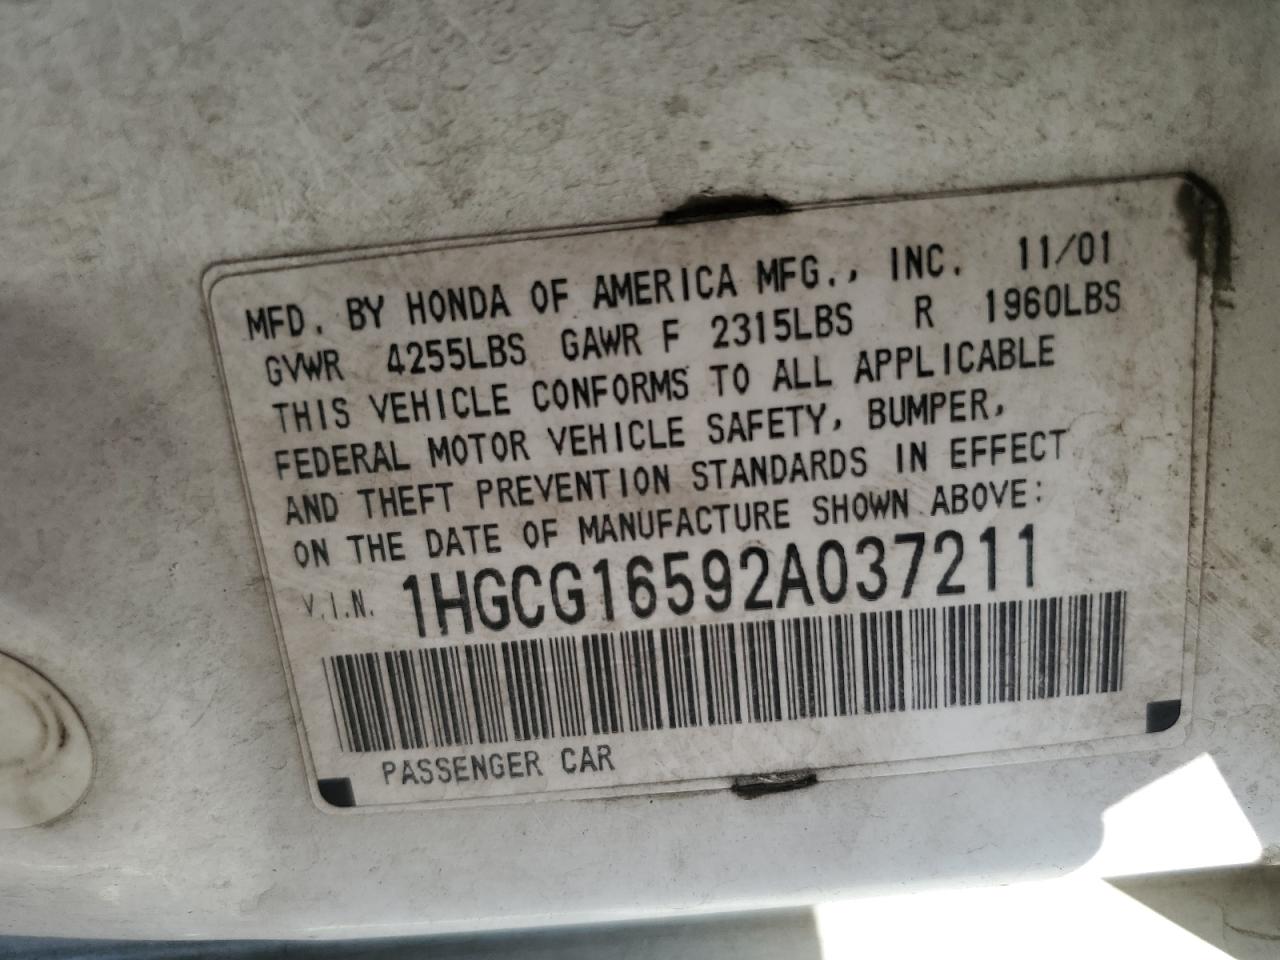 MFD. BY HONDA OF AMERICA MFG., INC. 11/01
GVWR 4255LBS GAWR F 2315LBS R 1960LBS
THIS VEHICLE CONFORMS TO ALL APPLICABLE
FEDERAL MOTOR VEHICLE SAFETY, BUMPER,
AND THEFT PREVENTION STANDARDS IN EFFECT
ON THE DATE OF MANUFACTURE SHOWN ABOVE:
V.I.N. 1HGCG16592A037211
PASSENGER CAR